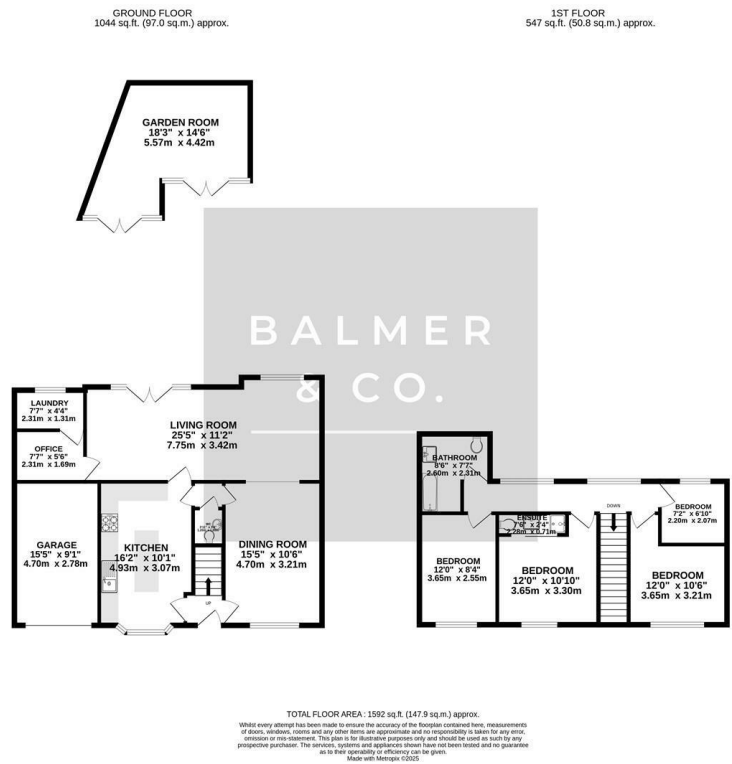 GROUND FLOOR
1044 sq.ft. (97.0 sq.m.) approx.
1ST FLOOR
547 sq.ft. (50.8 sq.m.) approx.
GARDEN ROOM
18'3" x 14'6"
5.57m x 4.42m
BALMER
& CO.
LAUNDRY
7'7" x 4'4"
2.31m x 1.31m
OFFICE
7'7" x 5'6"
2.31m x 1.69m
LIVING ROOM
25'5" x 11'2"
7.75m x 3.42m
GARAGE
15'5" x 9'1"
4.70m x 2.78m
KITCHEN
16'2" x 10'1"
4.93m x 3.07m
DINING ROOM
15'5" x 10'6"
4.70m x 3.21m
UP
BATHROOM
8'6" x 7'7"
2.60m x 2.31m
ENSUITE
7'6" x 2'4"
2.28m x 0.71m
DOWN
BEDROOM
7'2" x 6'10"
2.20m x 2.07m
BEDROOM
12'0" x 8'4"
3.65m x 2.55m
BEDROOM
12'0" x 10'10"
3.65m x 3.30m
BEDROOM
12'0" x 10'6"
3.65m x 3.21m
TOTAL FLOOR AREA : 1592 sq.ft. (147.9 sq.m.) approx.
Whilst every attempt has been made to ensure the accuracy of the floorplan contained here, measurements
of doors, windows, rooms and any other items are approximate and no responsibility is taken for any error,
omission or mis-statement. This plan is for illustrative purposes only and should be used as such by any
prospective purchaser. The services, systems and appliances shown have not been tested and no guarantee
as to their operability or efficiency can be given.
Made with Metropix ©2025